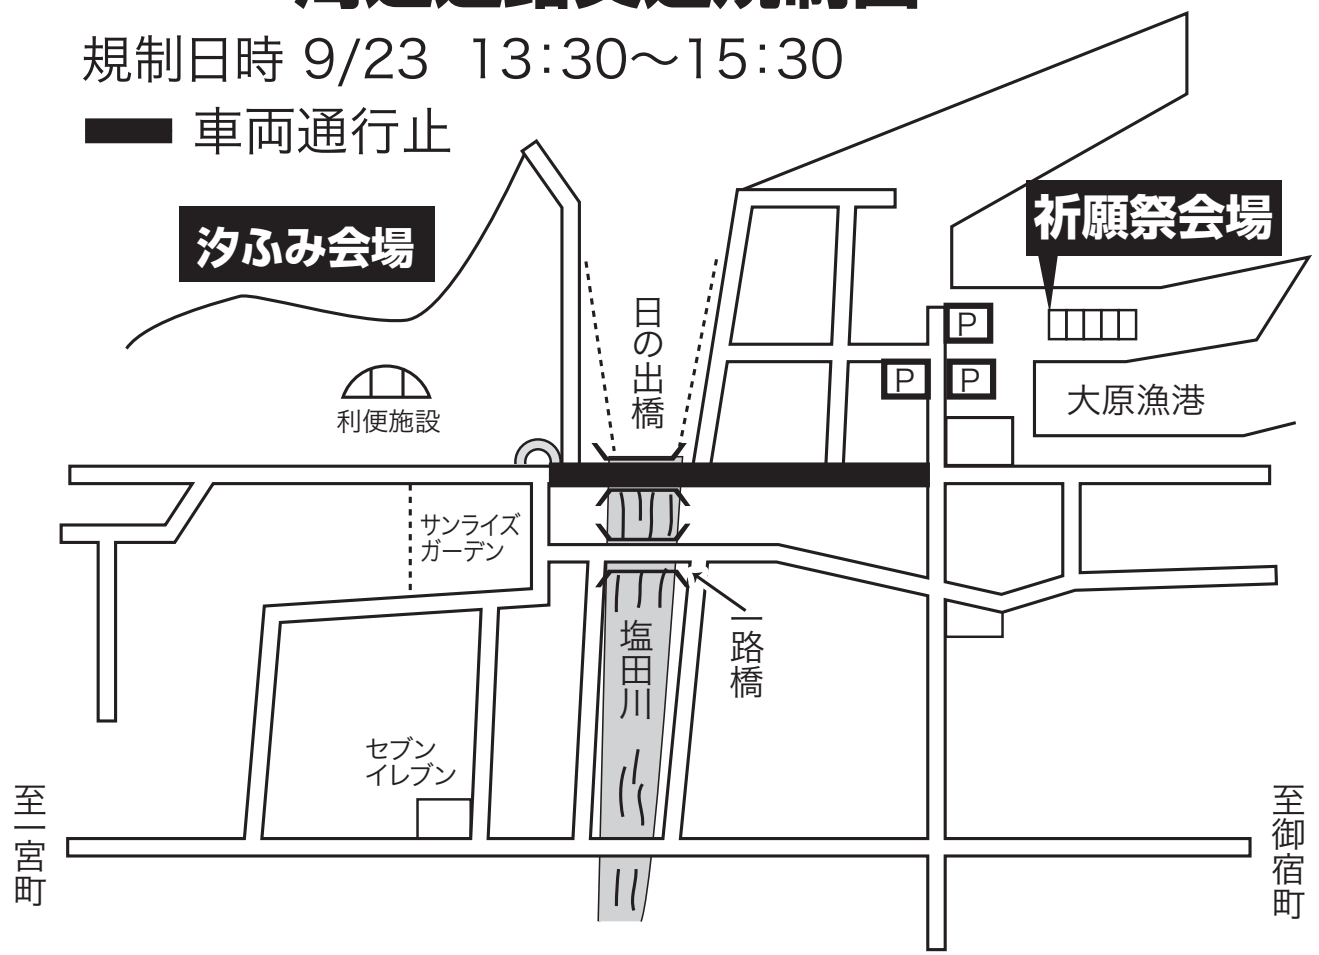 規制日時 9/23 13:30～15:30
車両通行止
汐ふみ会場
祈願祭会場
日の出橋
P
P
P
大原漁港
利便施設
サンライズ
ガーデン
一路橋
塩田川
セブン
イレブン
至一宮町
至御宿町